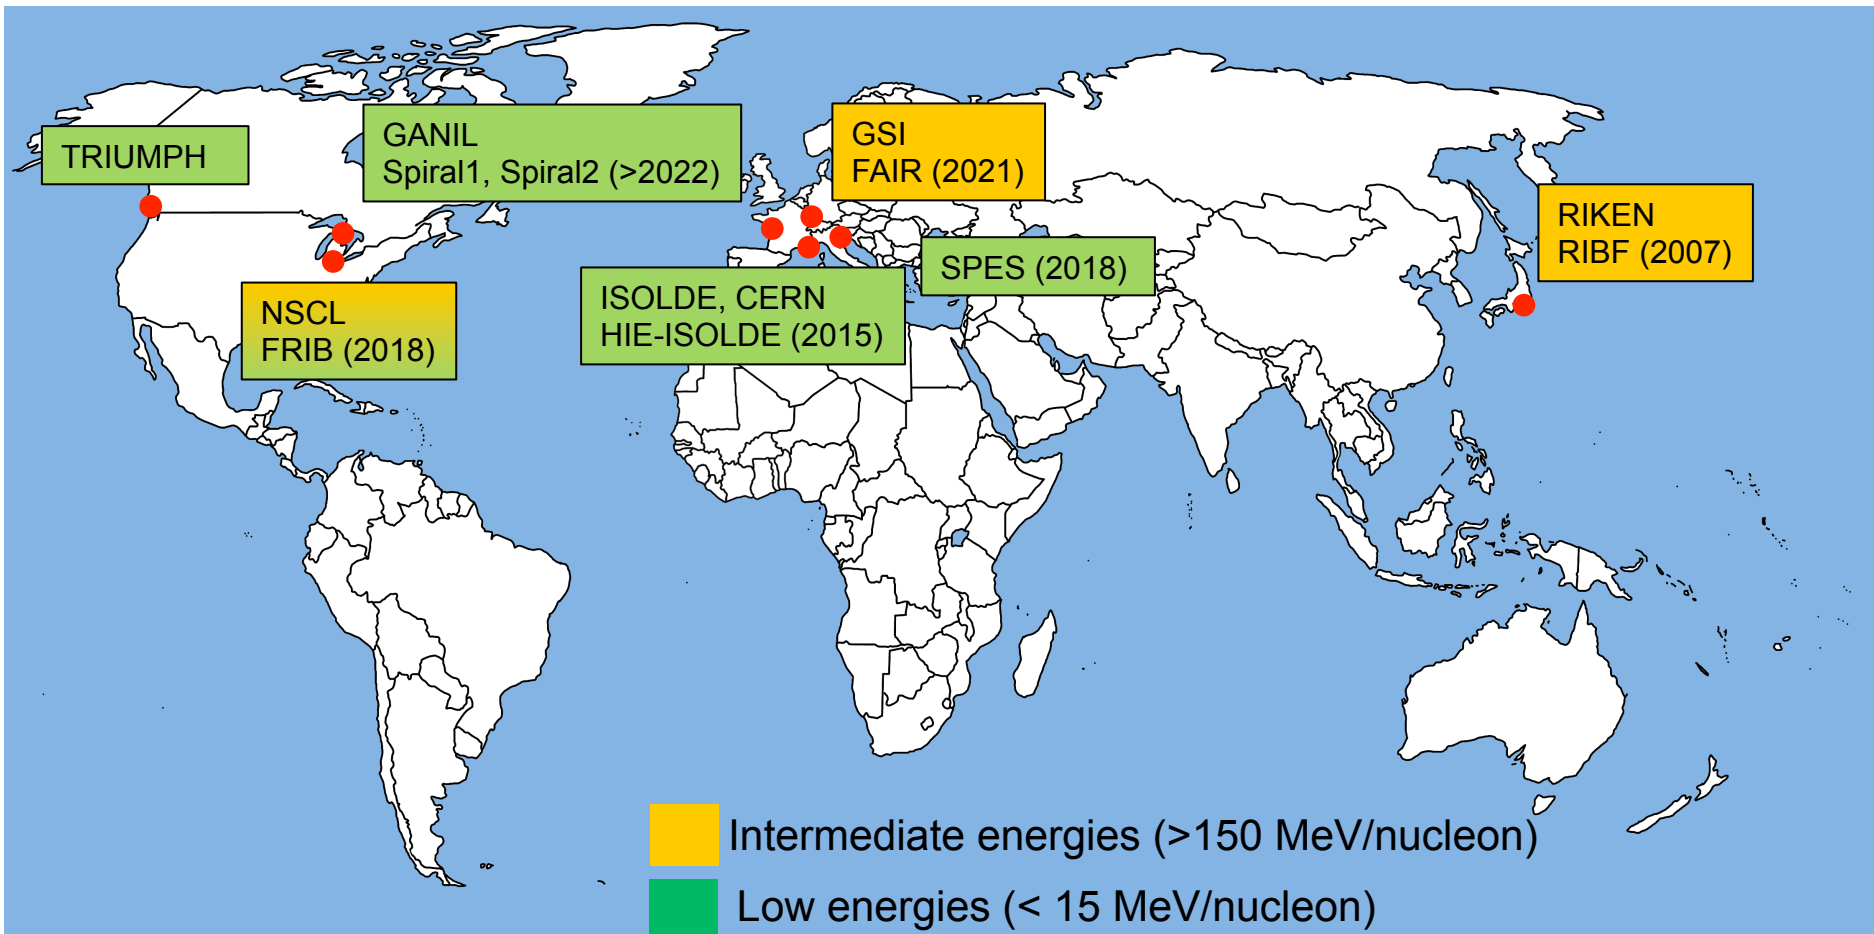 TRIUMPH
GANIL
Spiral1, Spiral2 (>2022)
GSI
FAIR (2021)
RIKEN
RIBF (2007)
NSCL
FRIB (2018)
ISOLDE, CERN
HIE-ISOLDE (2015)
SPES (2018)
Intermediate energies (>150 MeV/nucleon)
Low energies (< 15 MeV/nucleon)